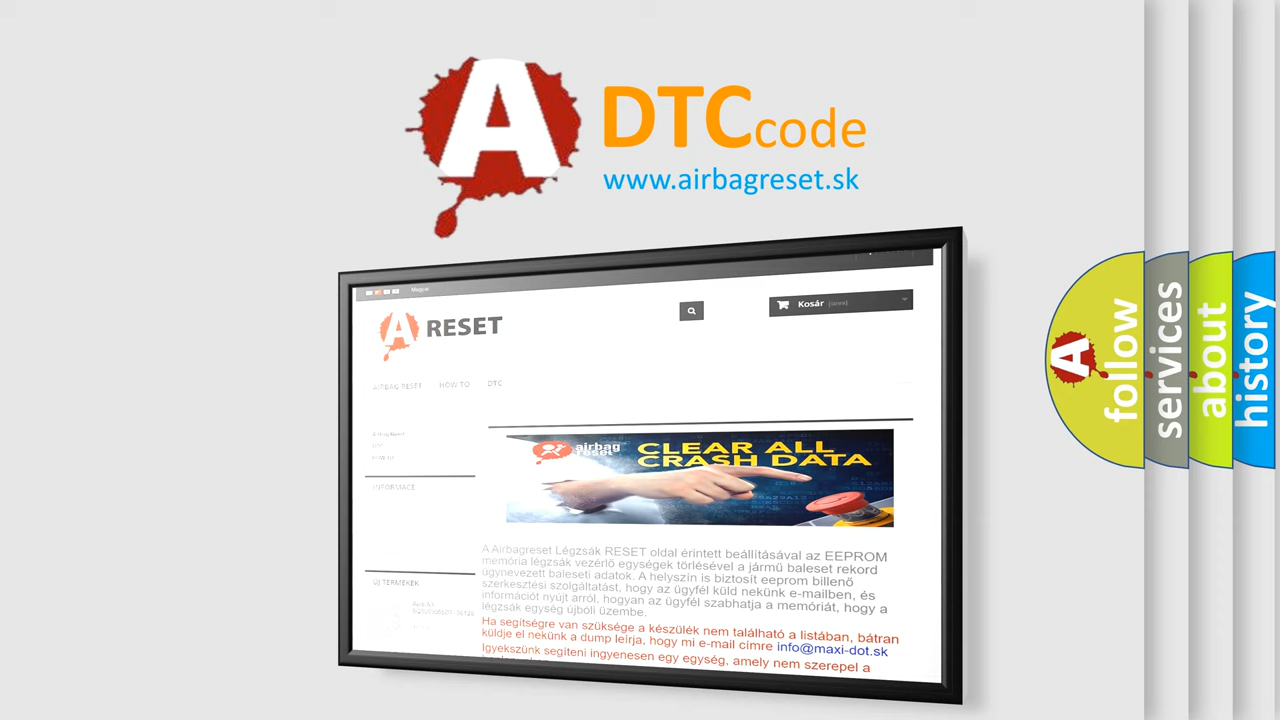 A DTCcode
www.airbagreset.sk
Magyar
Kosár (üres)
A RESET
AIRBAG RESET HOW TO DTC
airbag reset
CLEAR ALL
CRASH DATA
INFORMACE
A Airbagreset Légzsák RESET oldal érintett beállításával az EEPROM
memória légzsák vezérlő egységek törlésével a jármű baleset rekord
úgynevezett baleseti adatok. A helyszín is biztosít eeprom billenő
szerkesztési szolgáltatást, hogy az ügyfél küld nekünk e-mailben, és
információt nyújt arról, hogyan az ügyfél szabhatja a memóriát, hogy a
légzsák egység újbóli üzembe.
Ha segítségre van szüksége a készülék nem található a listában, bátran
küldje el nekünk a dump leírja, hogy mi e-mail címre info@maxi-dot.sk
Igyekszünk segíteni ingyenesen egy egység, amely nem szerepel a
ÚJ TERMÉKEK
A follow
services
about
history